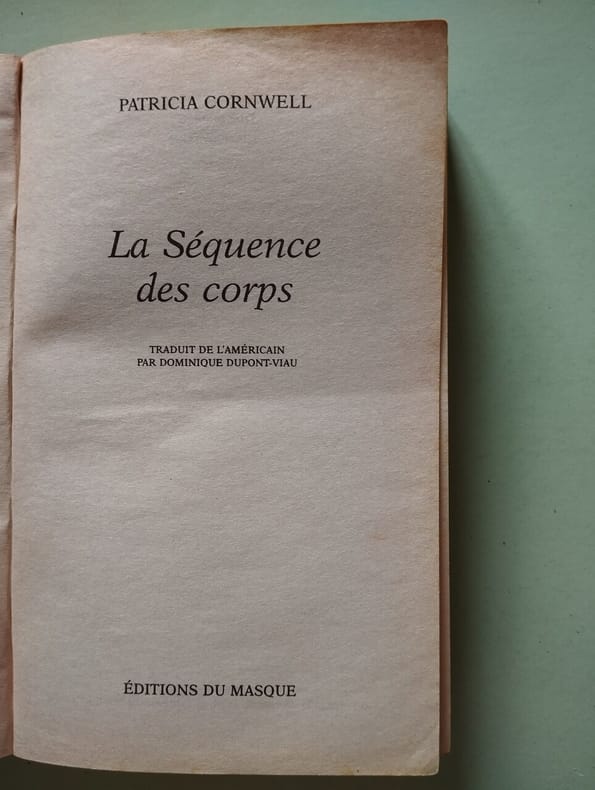 PATRICIA CORNWELL
La Séquence
des corps
TRADUIT DE L'AMÉRICAIN
PAR DOMINIQUE DUPONT-VIAU
ÉDITIONS DU MASQUE